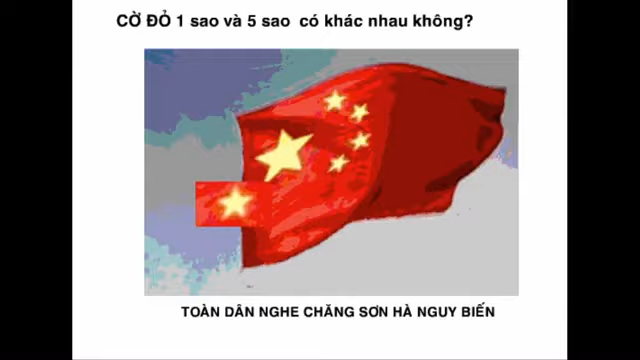 CỜ ĐỎ 1 sao và 5 sao có khác nhau không?
TOÀN DÂN NGHE CHĂNG SƠN HÀ NGUY BIẾN